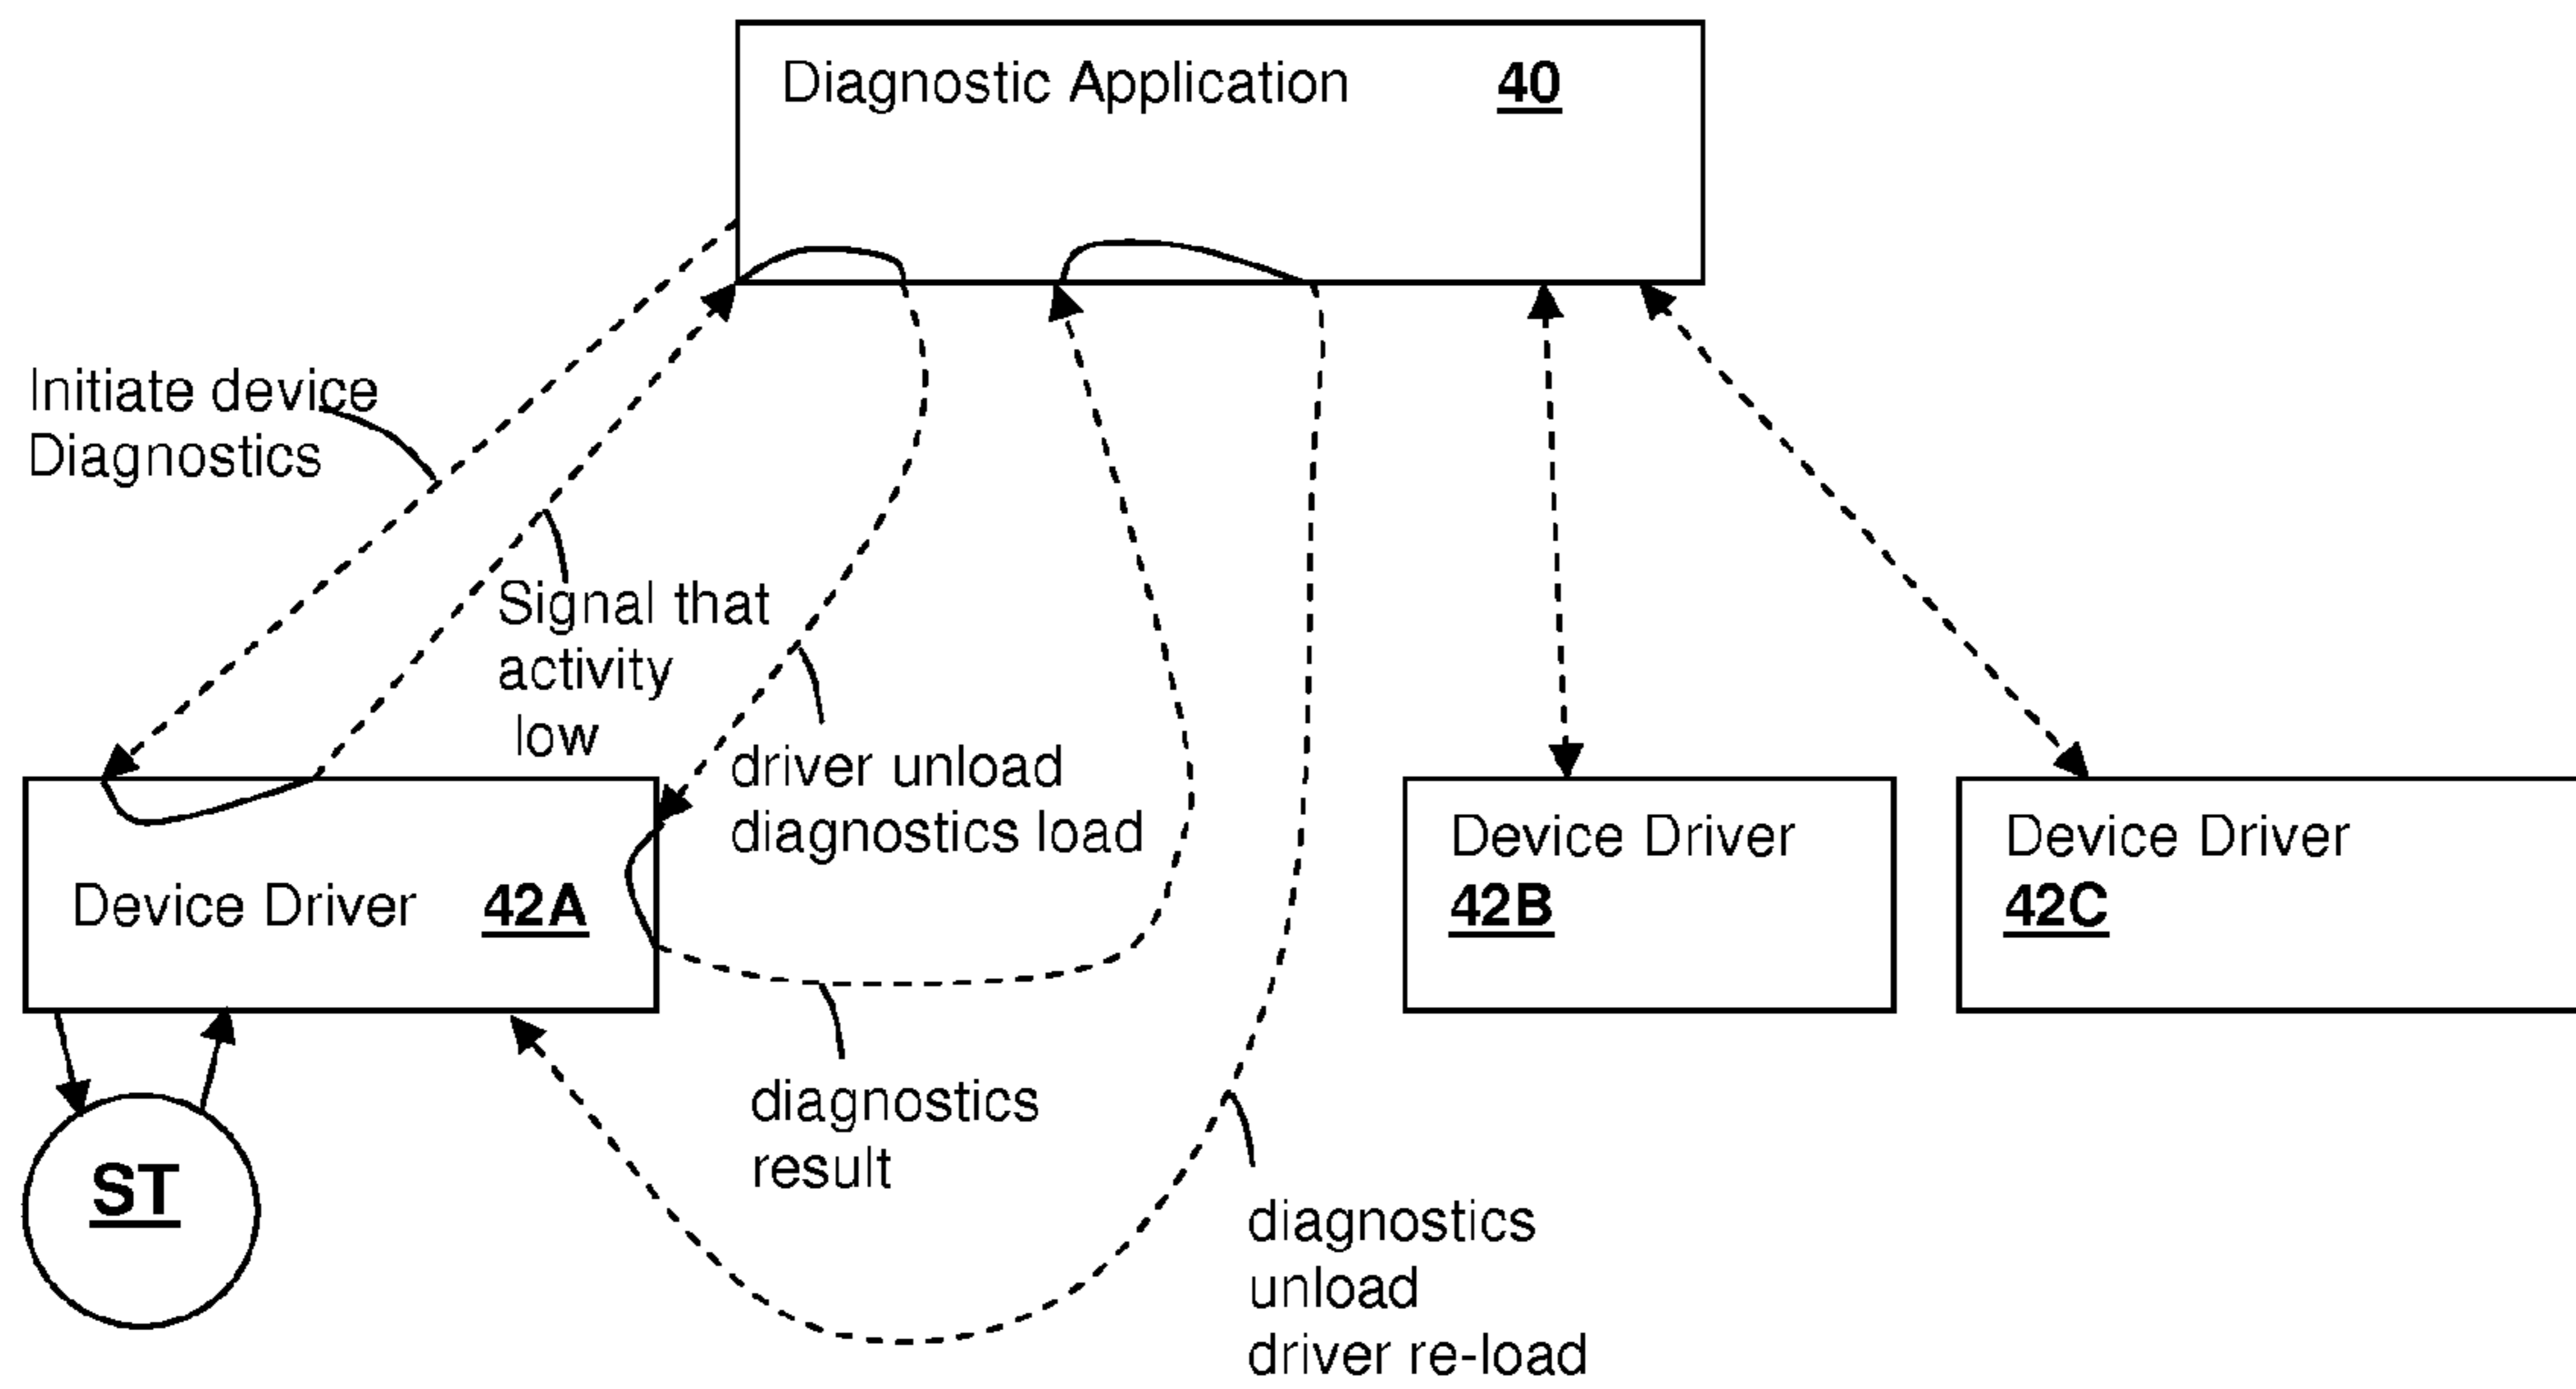 Diagnostic Application 40
Initiate device
Diagnostics
Signal that
activity
low
driver unload
diagnostics load
Device Driver 42A
Device Driver
42B
Device Driver
42C
diagnostics
result
ST
diagnostics
unload
driver re-load